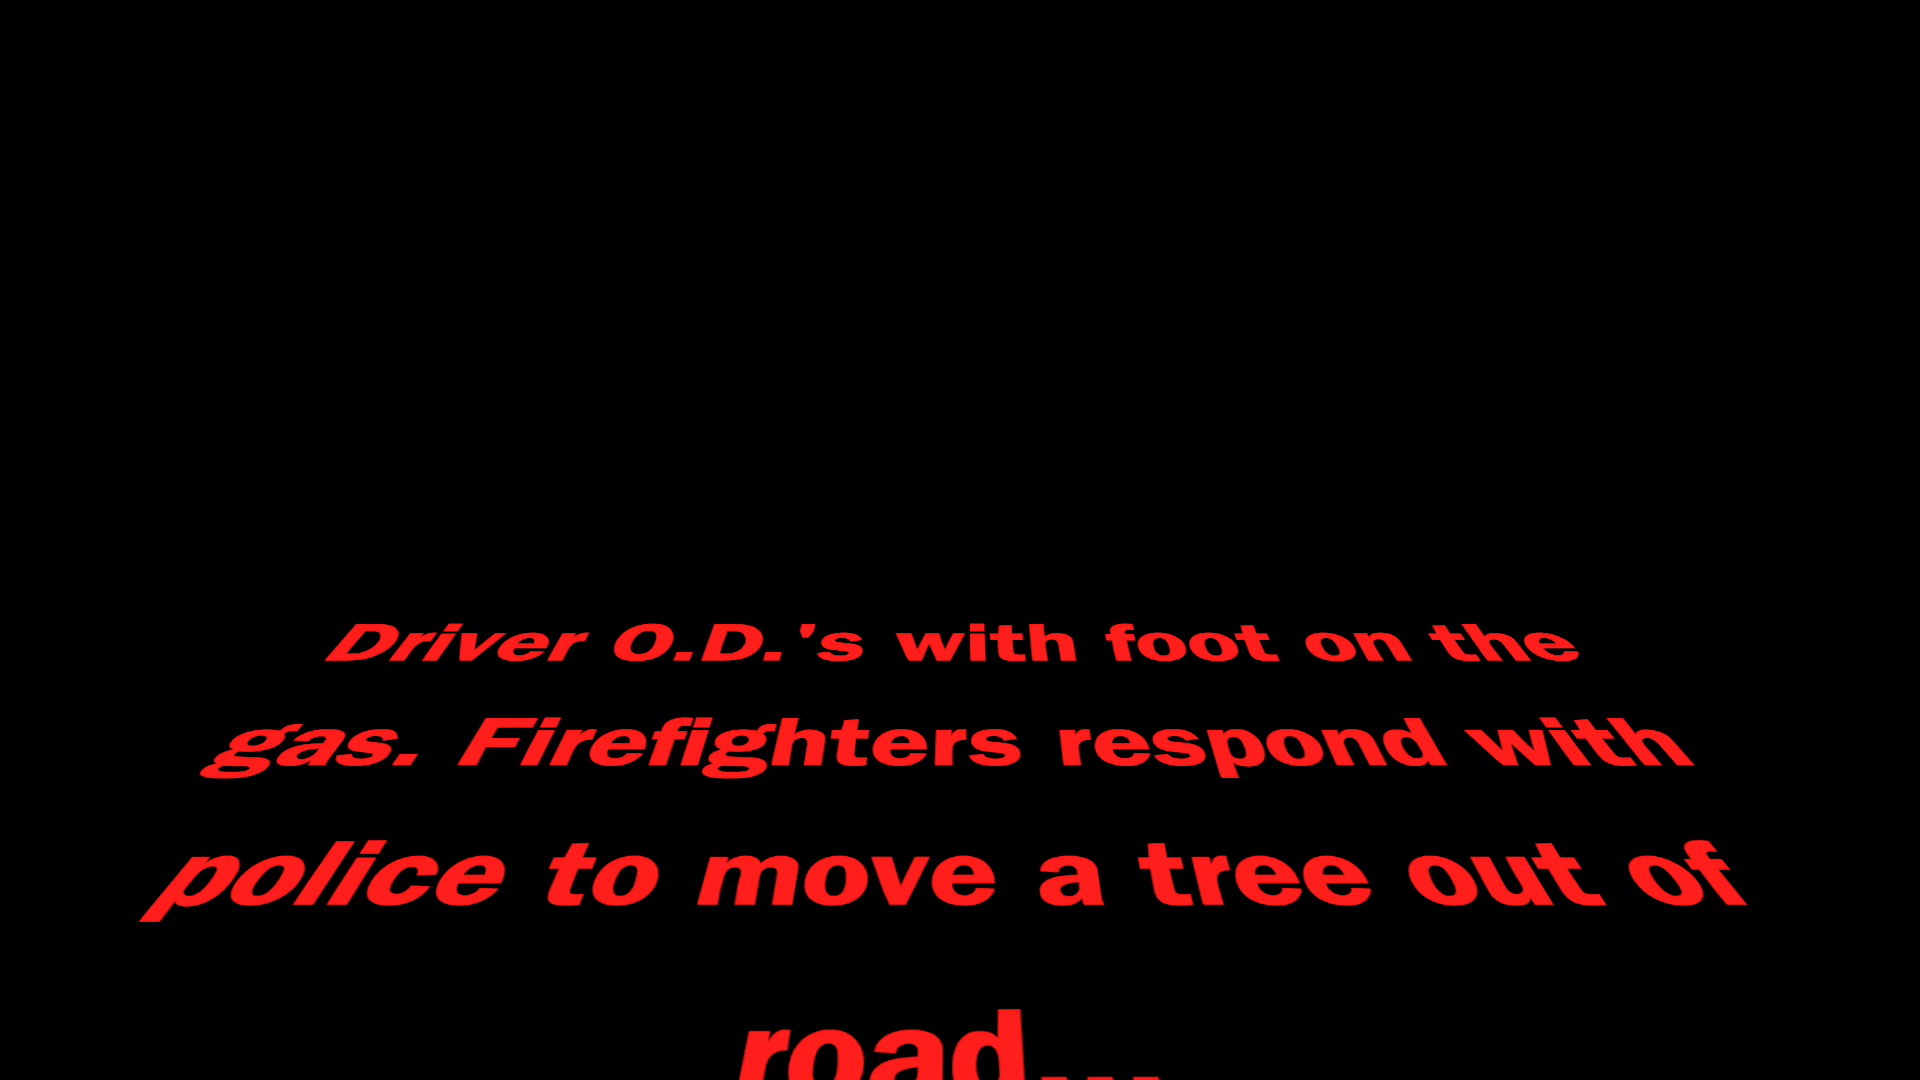 Driver O.D.'s with foot on the
gas. Firefighters respond with
police to move a tree out of
road...